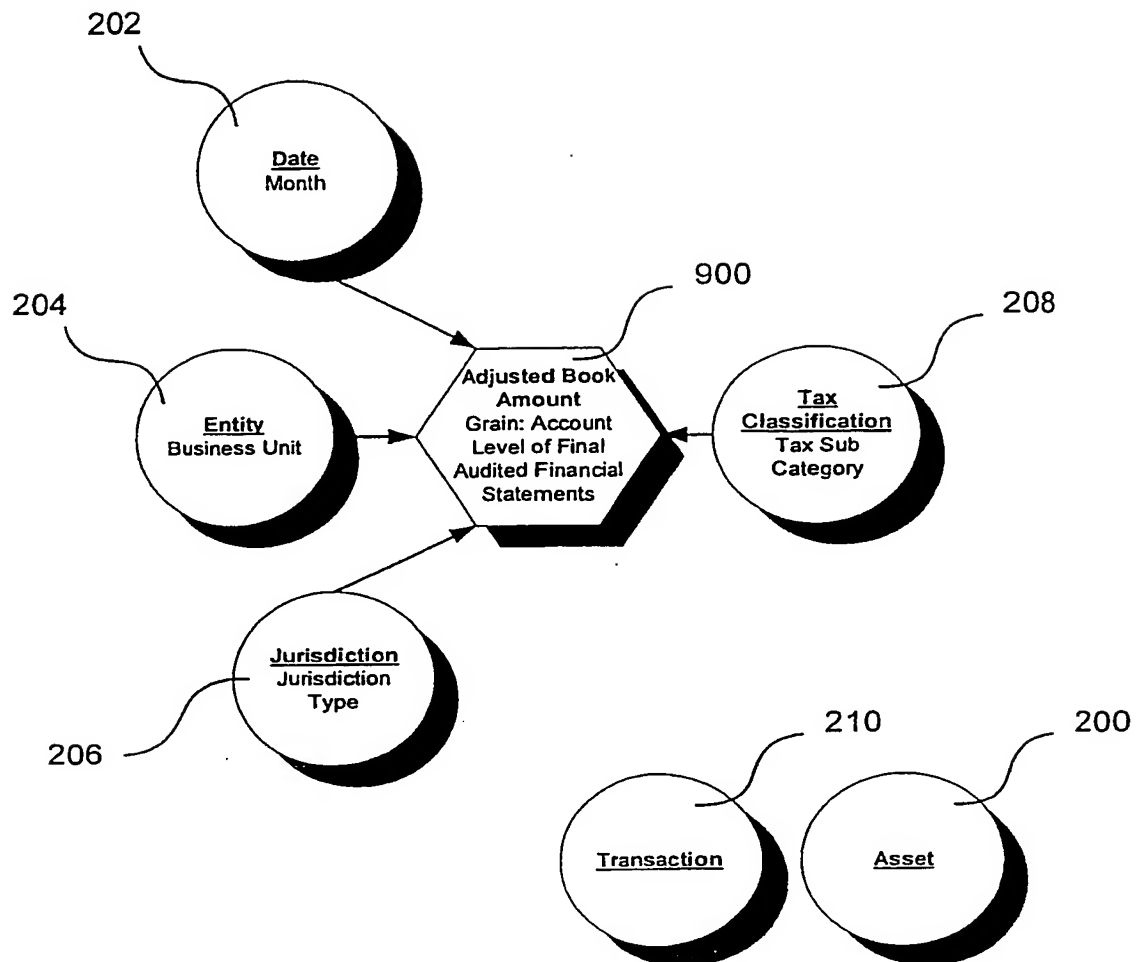 202
Date
Month
900
204
208
Entity
Business Unit
Adjusted Book
Amount
Grain: Account
Level of Final
Audited Financial
Statements
Tax
Classification
Tax Sub
Category
Jurisdiction
Jurisdiction
Type
206
210
200
Transaction
Asset